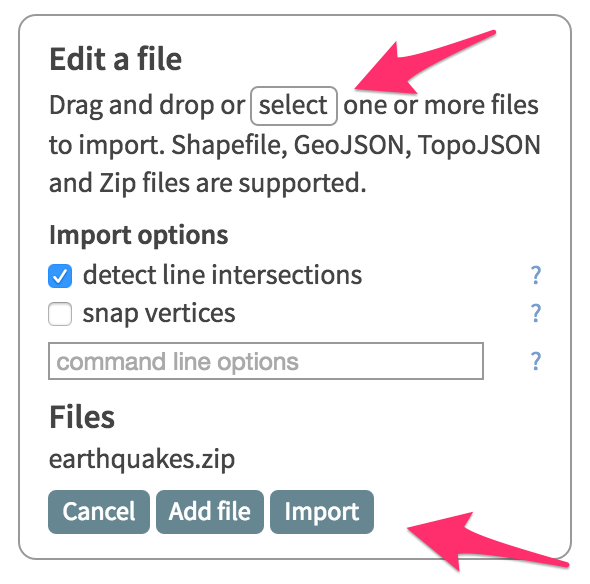 Edit a file
Drag and drop or select one or more files
to import. Shapefile, GeoJSON, TopoJSON
and Zip files are supported.
Import options
detect line intersections ?
snap vertices ?
command line options ?
Files
earthquakes.zip
Cancel Add file Import